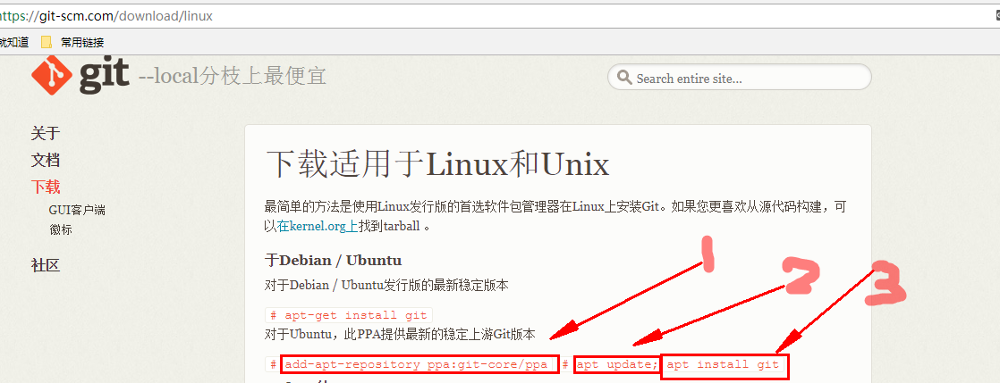 https://git-scm.com/download/linux
就知道 常用链接
git --local分枝上最便宜
Search entire site...
关于
文档
下载
GUI客户端
徽标
社区
下载适用于Linux和Unix
最简单的方法是使用Linux发行版的首选软件包管理器在Linux上安装Git。如果您更喜欢从源代码构建，可
以在kernel.org上找到tarball 。
于Debian / Ubuntu
对于Debian / Ubuntu发行版的最新稳定版本
# apt-get install git
对于Ubuntu，此PPA提供最新的稳定上游Git版本
# add-apt-repository ppa:git-core/ppa # apt update; apt install git
1
2
3